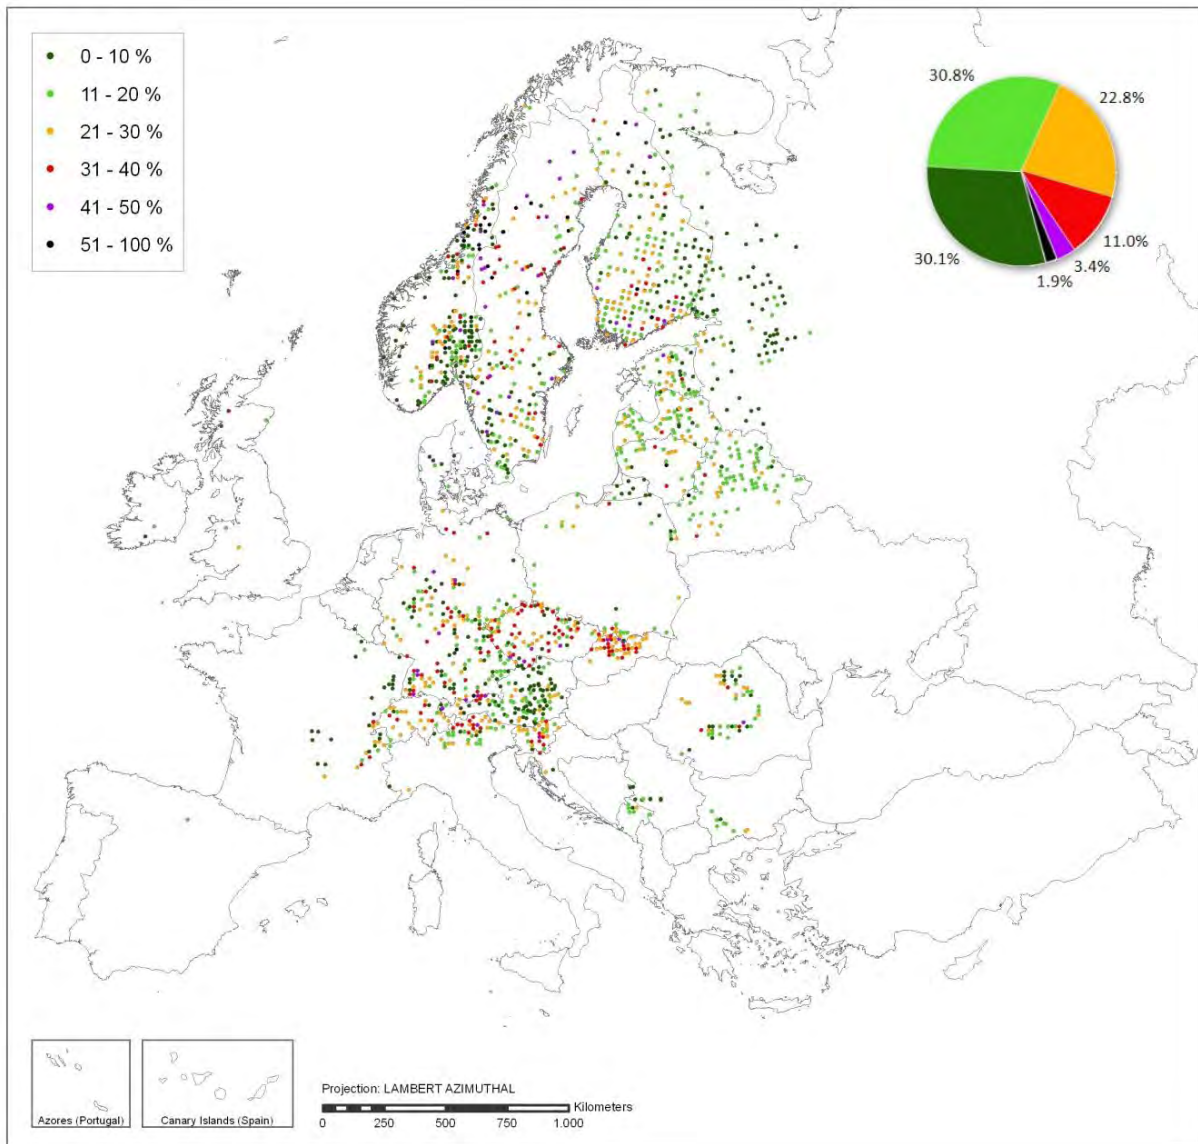 0 - 10 %
11 - 20 %
21 - 30 %
31 - 40 %
41 - 50 %
51 - 100 %
30.8%
22.8%
11.0%
3.4%
1.9%
30.1%
Azores (Portugal)
Canary Islands (Spain)
Projection: LAMBERT AZIMUTHAL
Kilometers
0 250 500 750 1.000